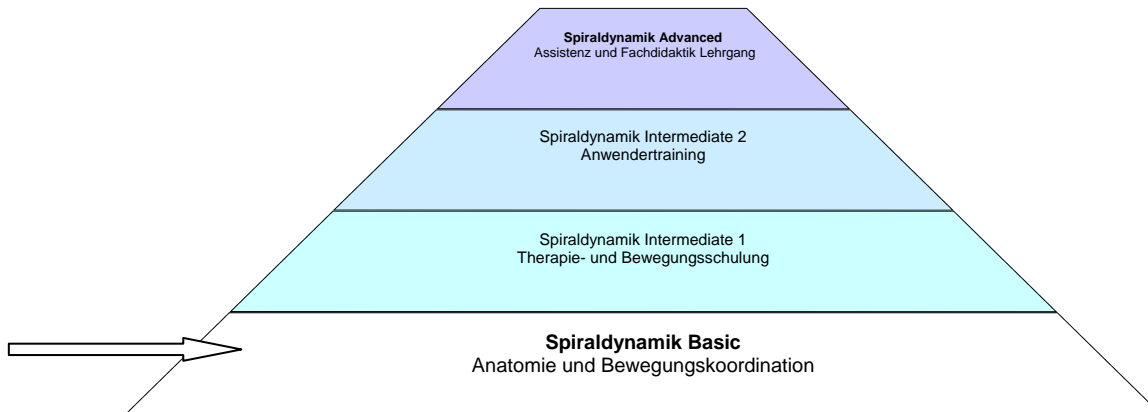 Spiraldynamik Advanced
Assistenz und Fachdidaktik Lehrgang
Spiraldynamik Intermediate 2
Anwendertraining
Spiraldynamik Intermediate 1
Therapie- und Bewegungsschulung
Spiraldynamik Basic
Anatomie und Bewegungskoordination